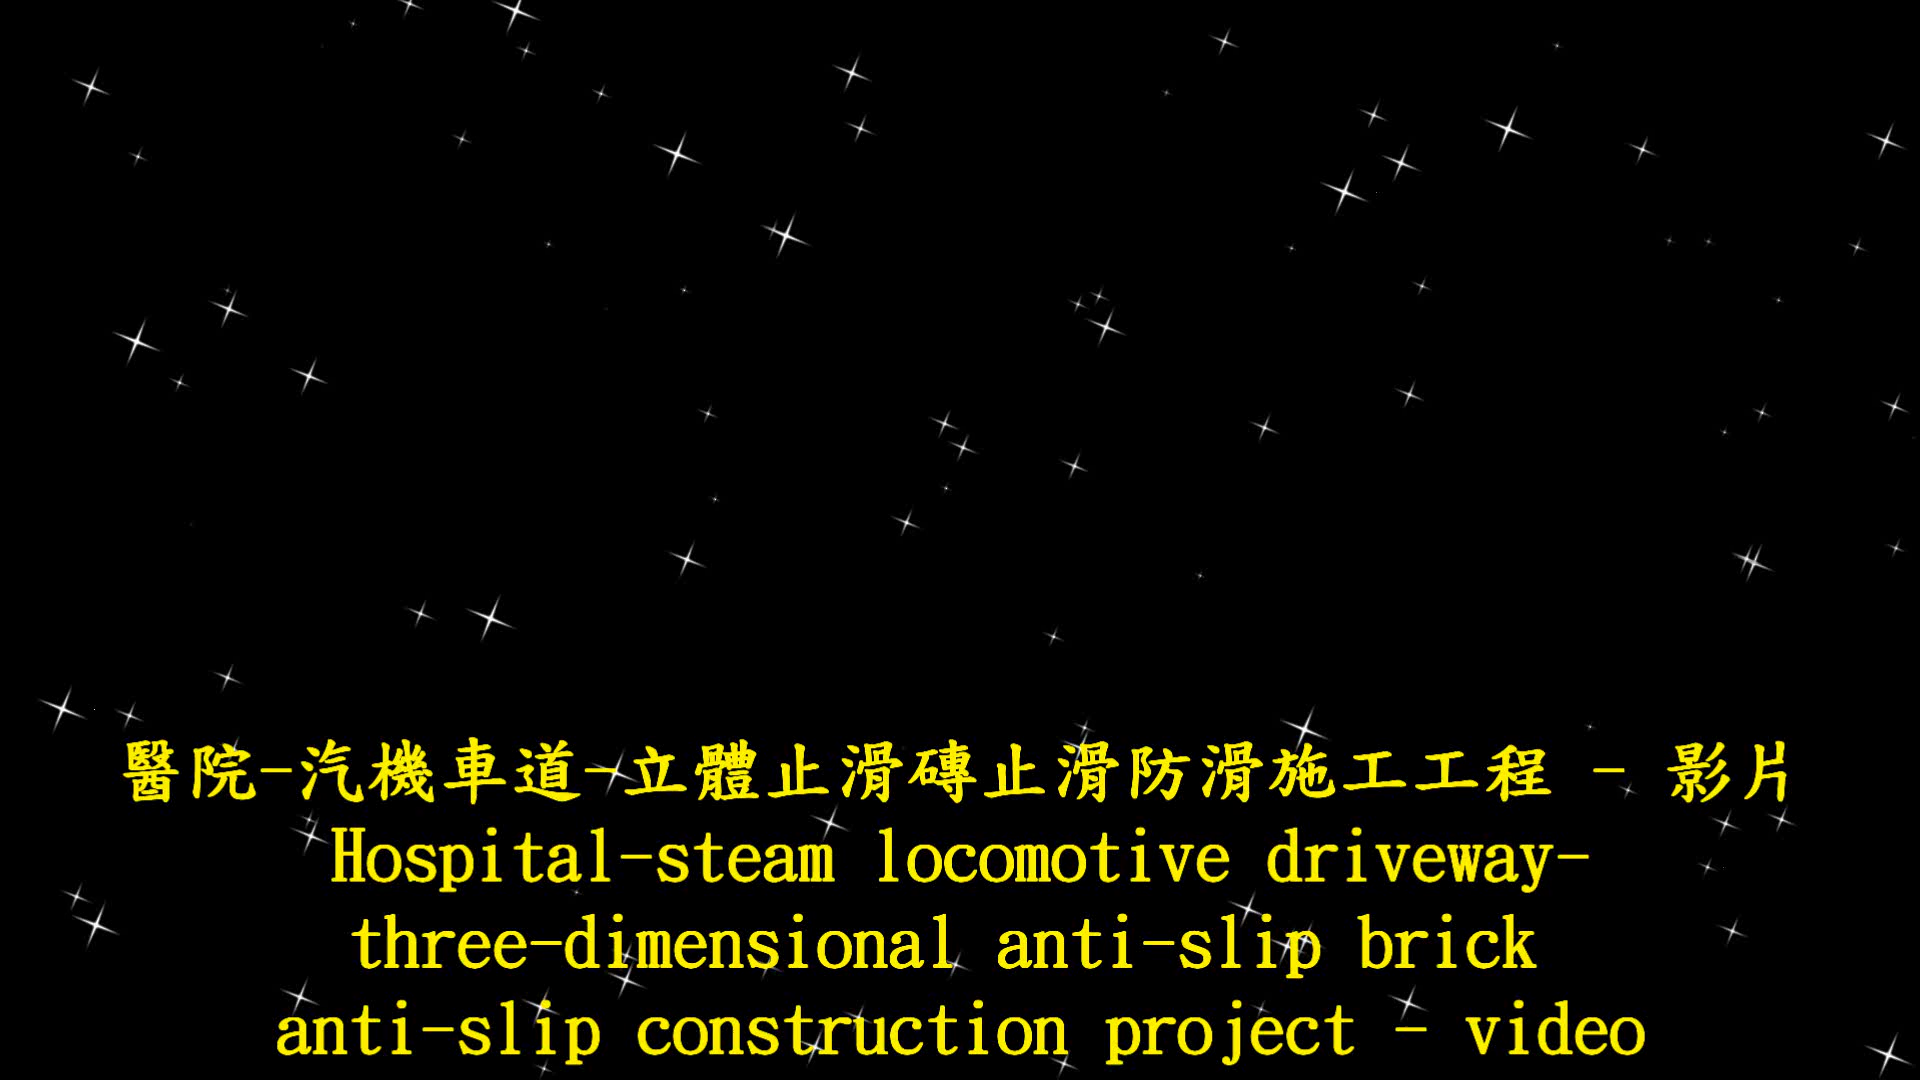 醫院-汽機車道-立體止滑磚止滑防滑施工工程 - 影片
Hospital-steam locomotive driveway-
three-dimensional anti-slip brick
anti-slip construction project - video